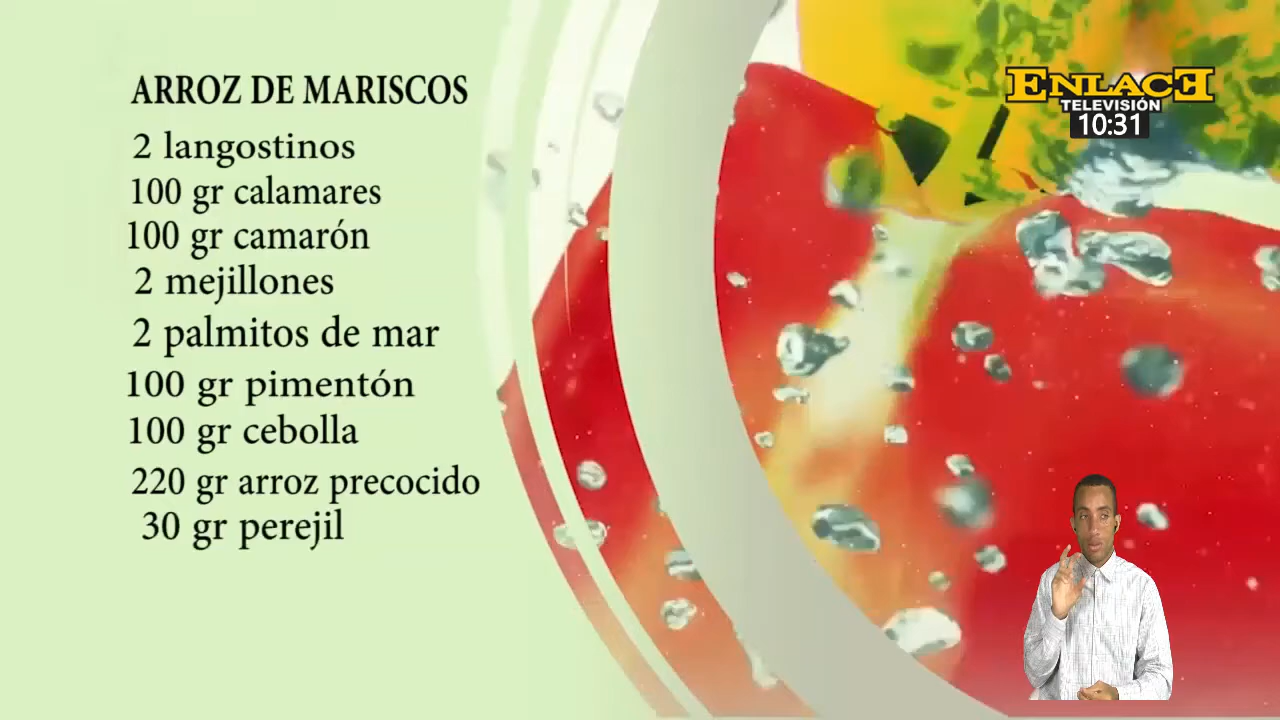 ARROZ DE MARISCOS
2 langostinos
100 gr calamares
100 gr camarón
2 mejillones
2 palmitos de mar
100 gr pimentón
100 gr cebolla
220 gr arroz precocido
30 gr perejil
ENLACE
TELEVISIÓN
10:31